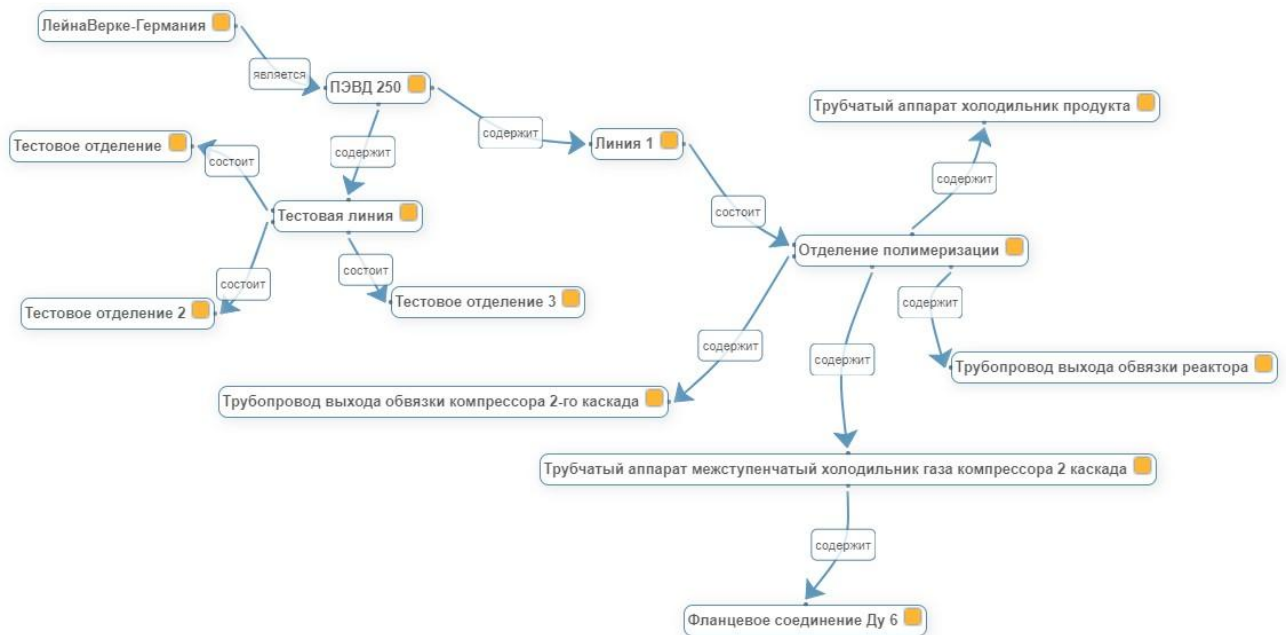 ЛейнаВерке-Германия
является
ПЭВД 250
Трубчатый аппарат холодильник продукта
содержит
Линия 1
Тестовое отделение
состоит
содержит
содержит
Тестовая линия
состоит
Отделение полимеризации
состоит
состоит
Тестовое отделение 2
Тестовое отделение 3
содержит
содержит
содержит
Трубопровод выхода обвязки реактора
Трубопровод выхода обвязки компрессора 2-го каскада
Трубчатый аппарат межступенчатый холодильник газа компрессора 2 каскада
содержит
Фланцевое соединение Ду 6